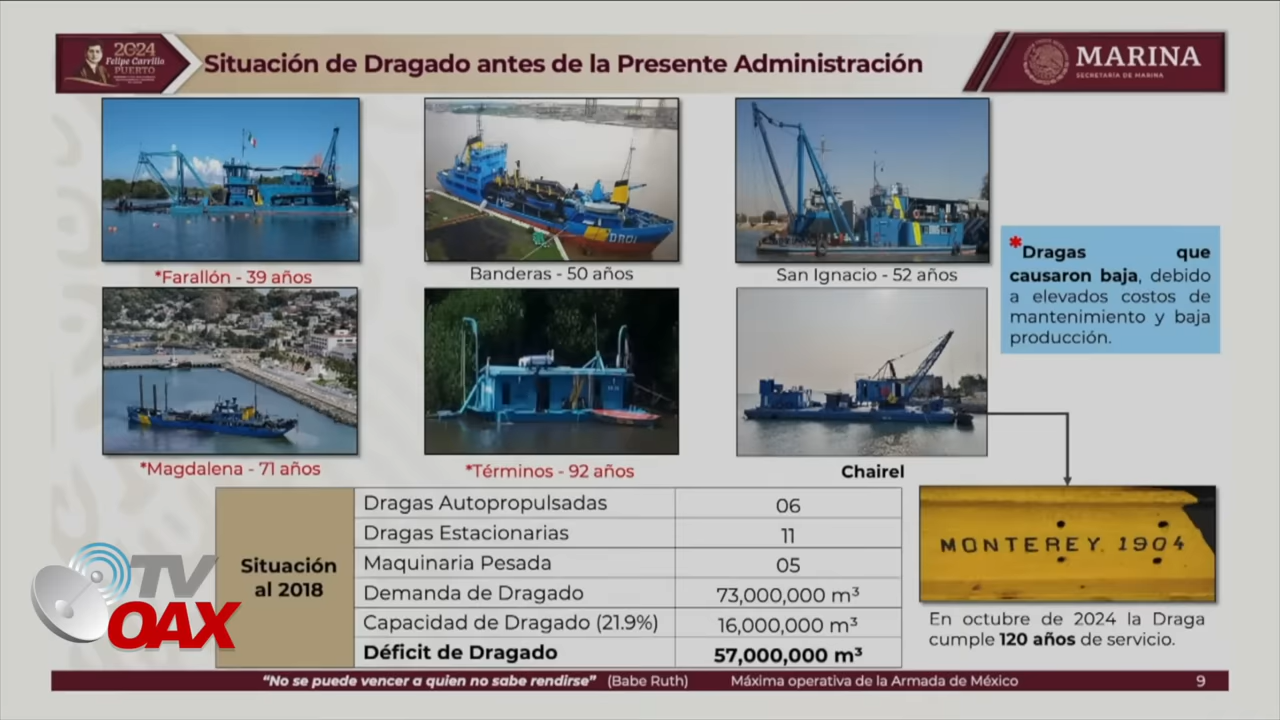 2024
Felipe Carrillo
PUERTO
Situación de Dragado antes de la Presente Administración
MARINA
SECRETARÍA DE MARINA
*Farallón - 39 años
Banderas - 50 años
San Ignacio - 52 años
*Dragas que
causaron baja, debido
a elevados costos de
mantenimiento y baja
producción.
DR01
*Magdalena - 71 años
*Términos - 92 años
Chairel
Situación
al 2018
Dragas Autopropulsadas 06
Dragas Estacionarias 11
Maquinaria Pesada 05
Demanda de Dragado 73,000,000 m³
Capacidad de Dragado (21.9%) 16,000,000 m³
Déficit de Dragado 57,000,000 m³
MONTEREY. 1904
En octubre de 2024 la Draga
cumple 120 años de servicio.
TV
OAX
“No se puede vencer a quien no sabe rendirse” (Babe Ruth) Máxima operativa de la Armada de México 9